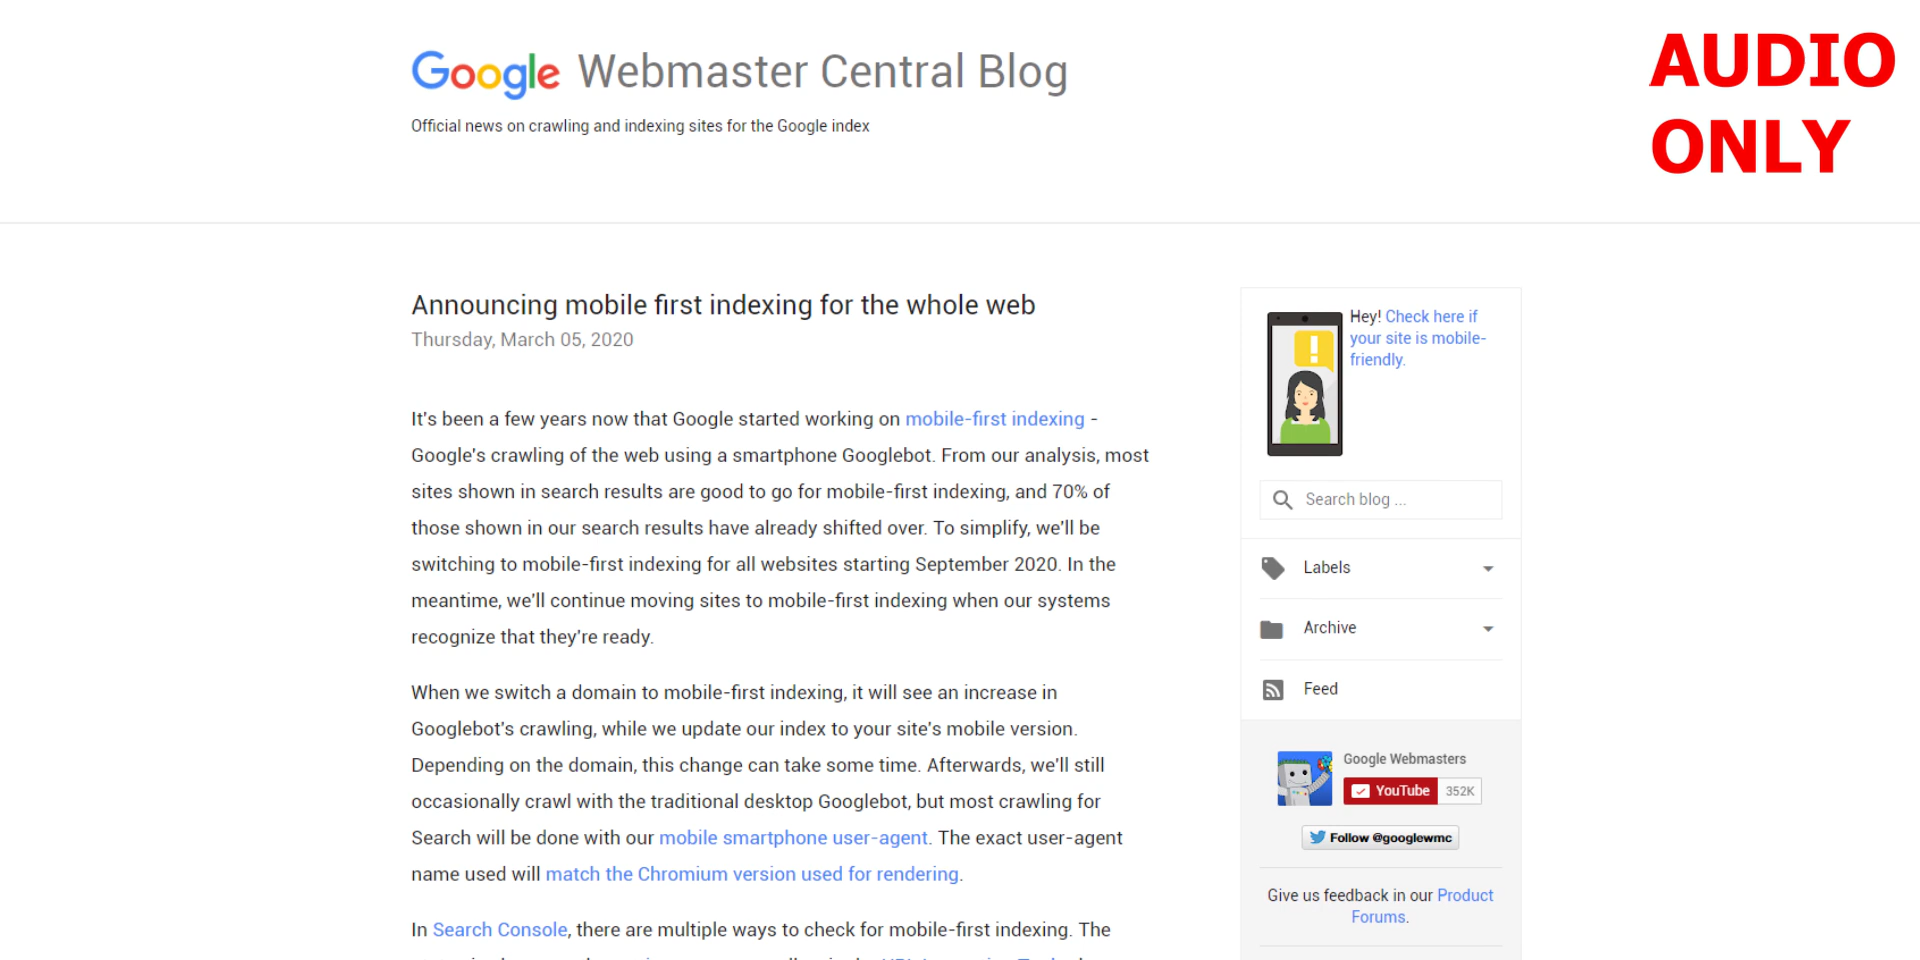 Google Webmaster Central Blog
Official news on crawling and indexing sites for the Google index
AUDIO
ONLY
Announcing mobile first indexing for the whole web
Thursday, March 05, 2020
It's been a few years now that Google started working on mobile-first indexing -
Google's crawling of the web using a smartphone Googlebot. From our analysis, most
sites shown in search results are good to go for mobile-first indexing, and 70% of
those shown in our search results have already shifted over. To simplify, we'll be
switching to mobile-first indexing for all websites starting September 2020. In the
meantime, we'll continue moving sites to mobile-first indexing when our systems
recognize that they're ready.
When we switch a domain to mobile-first indexing, it will see an increase in
Googlebot's crawling, while we update our index to your site's mobile version.
Depending on the domain, this change can take some time. Afterwards, we'll still
occasionally crawl with the traditional desktop Googlebot, but most crawling for
Search will be done with our mobile smartphone user-agent. The exact user-agent
name used will match the Chromium version used for rendering.
In Search Console, there are multiple ways to check for mobile-first indexing. The
Hey! Check here if
your site is mobile-
friendly.
Search blog ...
Labels
Archive
Feed
Google Webmasters
YouTube 352K
Follow @googlewmc
Give us feedback in our Product
Forums.